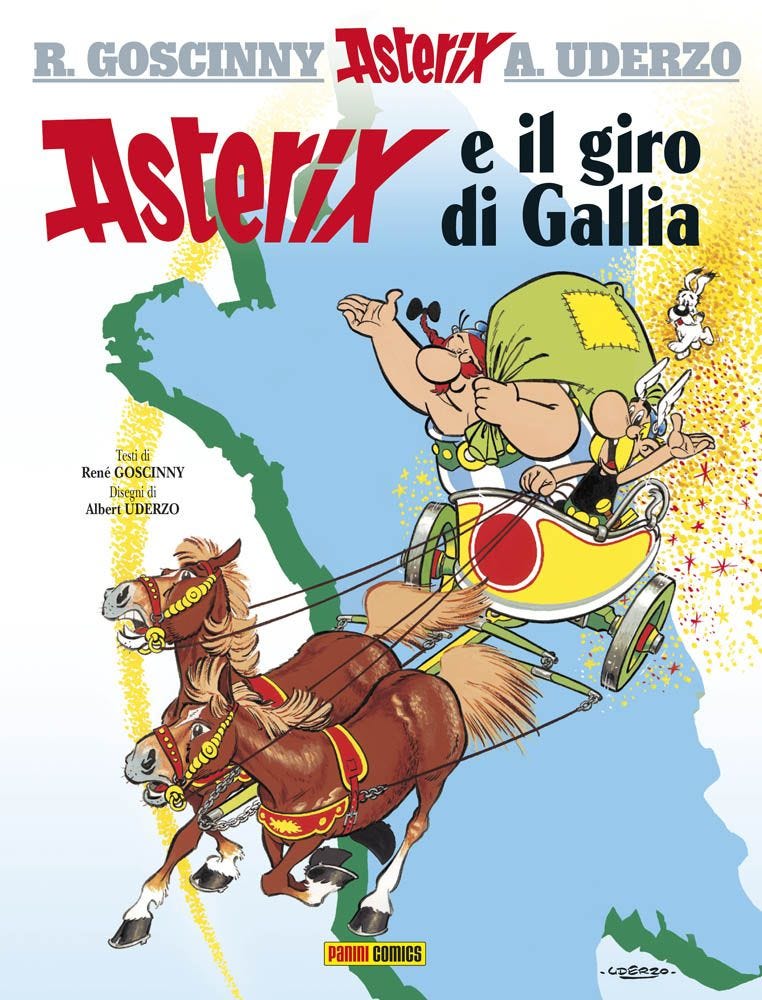 R. GOSCINNY Asterix A. UDERZO
Asterix e il giro
di Gallia
Testi di
René GOSCINNY
Disegni di
Albert UDERZO
PANINI COMICS
-UDERZO-